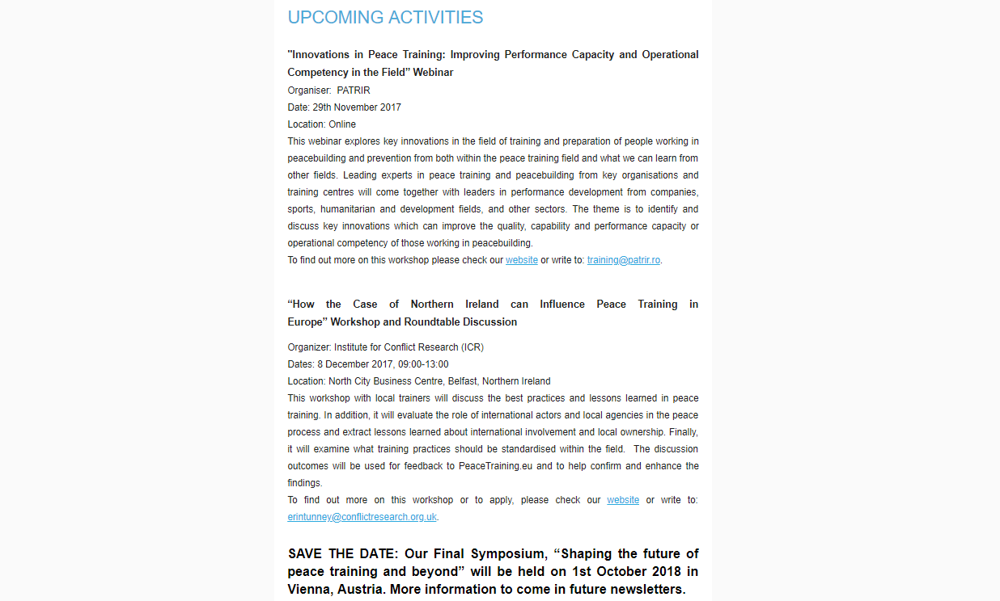 UPCOMING ACTIVITIES
"Innovations in Peace Training: Improving Performance Capacity and Operational
Competency in the Field” Webinar
Organiser:  PATRIR
Date: 29th November 2017
Location: Online
This webinar explores key innovations in the field of training and preparation of people working in
peacebuilding and prevention from both within the peace training field and what we can learn from
other fields. Leading experts in peace training and peacebuilding from key organisations and
training centres will come together with leaders in performance development from companies,
sports, humanitarian and development fields, and other sectors. The theme is to identify and
discuss key innovations which can improve the quality, capability and performance capacity or
operational competency of those working in peacebuilding.
To find out more on this workshop please check our website or write to: training@patrir.ro.
“How the Case of Northern Ireland can Influence Peace Training in
Europe” Workshop and Roundtable Discussion
Organizer: Institute for Conflict Research (ICR)
Dates: 8 December 2017, 09:00-13:00
Location: North City Business Centre, Belfast, Northern Ireland
This workshop with local trainers will discuss the best practices and lessons learned in peace
training. In addition, it will evaluate the role of international actors and local agencies in the peace
process and extract lessons learned about international involvement and local ownership. Finally,
it will examine what training practices should be standardised within the field.  The discussion
outcomes will be used for feedback to PeaceTraining.eu and to help confirm and enhance the
findings.
To find out more on this workshop or to apply, please check our website or write to:
erintunney@conflictresearch.org.uk.
SAVE THE DATE: Our Final Symposium, “Shaping the future of
peace training and beyond” will be held on 1st October 2018 in
Vienna, Austria. More information to come in future newsletters.